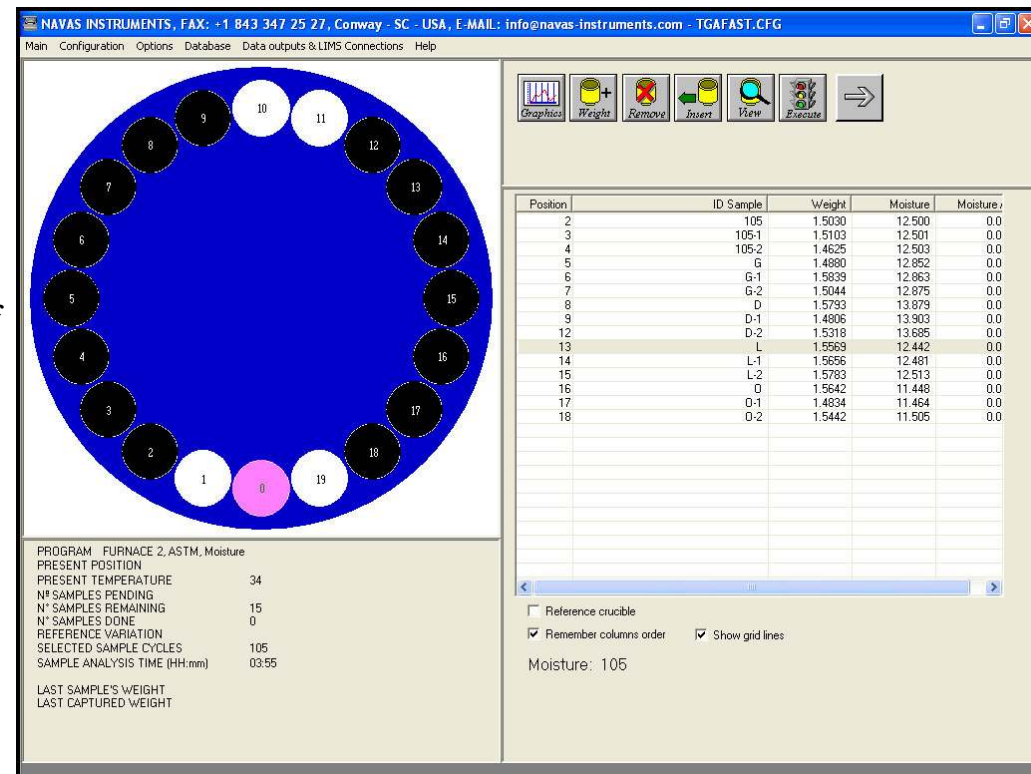 NAVAS INSTRUMENTS, FAX: +1 843 347 25 27, Conway - SC - USA, E-MAIL: info@navas-instruments.com - TGAFAST.CFG
Main Configuration Options Database Data outputs & LIMS Connections Help
Graphics Weight Remove Insert View Execute
10
9 11
8 12
7 13
6 14
5 15
4 16
3 17
2 18
1 0 19
Position ID Sample Weight Moisture Moisture
2 105 1.5030 12.500 0.0
3 105-1 1.5103 12.501 0.0
4 105-2 1.4625 12.503 0.0
5 G 1.4880 12.852 0.0
6 G-1 1.5839 12.863 0.0
7 G-2 1.5044 12.875 0.0
8 D 1.5793 13.879 0.0
9 D-1 1.4806 13.903 0.0
12 D-2 1.5318 13.685 0.0
13 L 1.5569 12.442 0.0
14 L-1 1.5656 12.481 0.0
15 L-2 1.5783 12.513 0.0
16 O 1.5642 11.448 0.0
17 O-1 1.4834 11.464 0.0
18 O-2 1.5442 11.505 0.0
Reference crucible
Remember columns order Show grid lines
Moisture: 105
PROGRAM FURNACE 2, ASTM, Moisture
PRESENT POSITION
PRESENT TEMPERATURE 34
Nº SAMPLES PENDING
N° SAMPLES REMAINING 15
N° SAMPLES DONE 0
REFERENCE VARIATION
SELECTED SAMPLE CYCLES 105
SAMPLE ANALYSIS TIME (HH:mm) 03:55
LAST SAMPLE'S WEIGHT
LAST CAPTURED WEIGHT